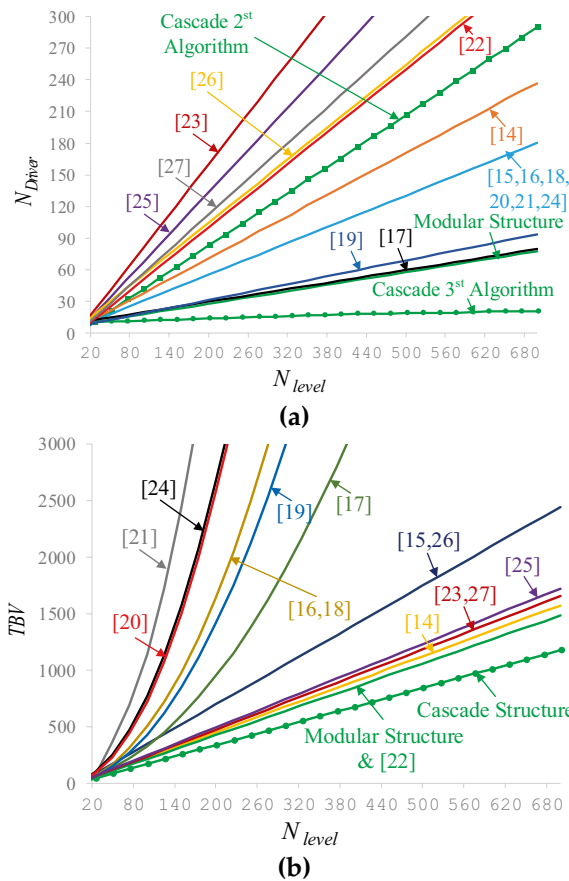 300
270
240
210
180
150
120
90
60
30
0
N_Driver
Cascade 2st
Algorithm
[22]
[26]
[23]
[14]
[27]
[25]
[15,16,18,
20,21,24]
Modular
Structure
[19]
[17]
Cascade 3st Algorithm
20 80 140 200 260 320 380 440 500 560 620 680
N_level
(a)
3000
2500
2000
1500
1000
500
0
TBV
[24]
[21]
[19]
[17]
[15,26]
[16,18]
[25]
[23,27]
[20]
[14]
Cascade Structure
Modular Structure
& [22]
20 80 140 200 260 320 380 440 500 560 620 680
N_level
(b)